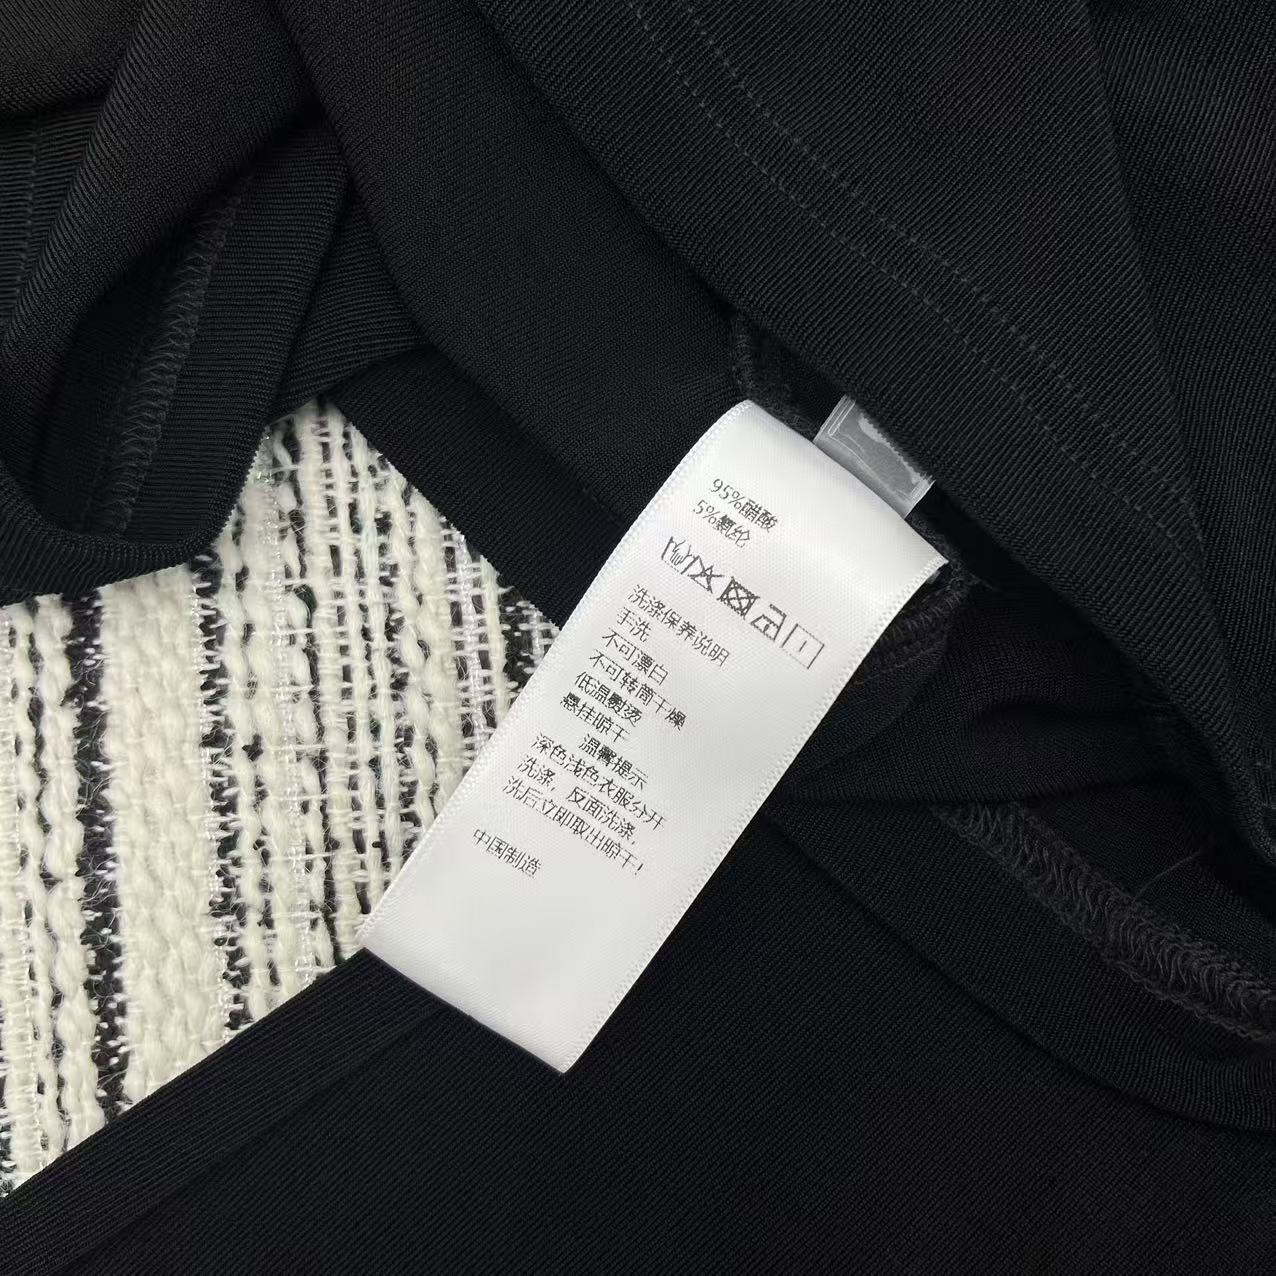 95%醋酸
5%氨纶
洗涤保养说明
手洗
不可漂白
不可转筒干燥
低温熨烫
悬挂晾干
温馨提示
深色浅色衣服分开
洗涤，反面洗涤，
洗后立即取出晾干！
中国制造